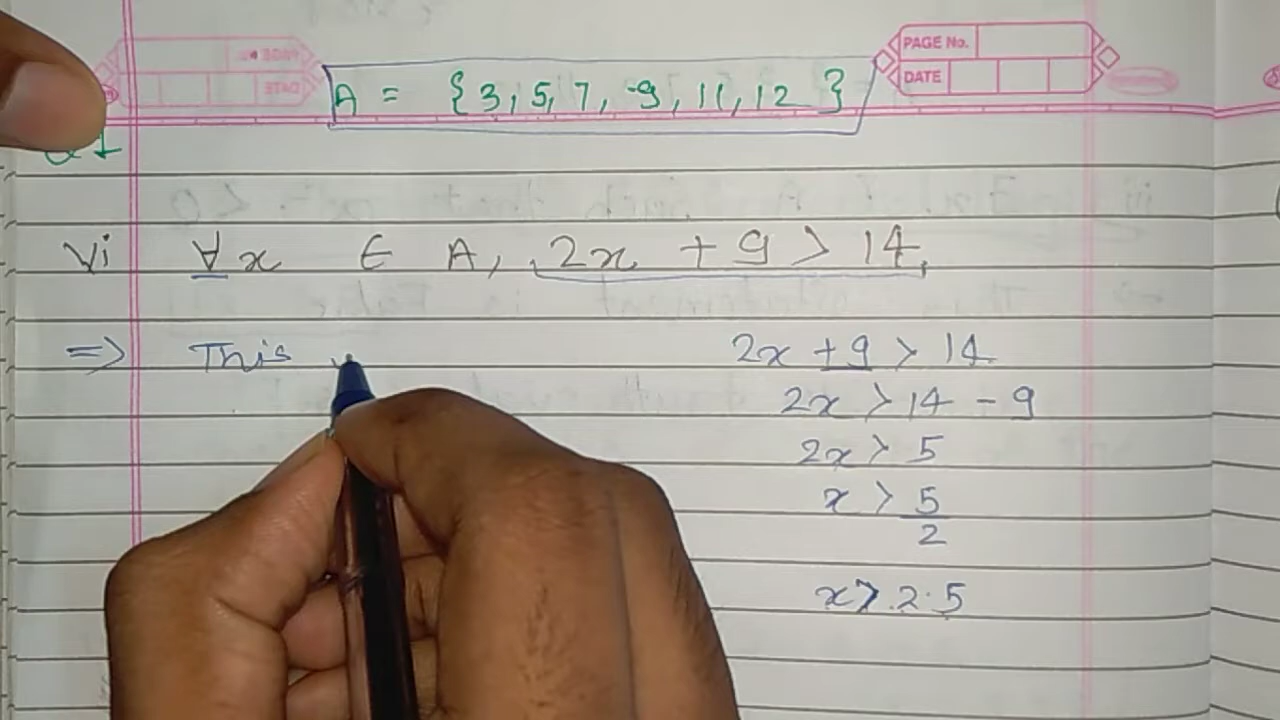 PAGE No.
DATE
A = {3, 5, 7, -9, 11, 12}
Q1
vi ∀x ∈ A, 2x + 9 > 14,
=> This
2x + 9 > 14
2x > 14 - 9
2x > 5
x > 5/2
x > 2.5